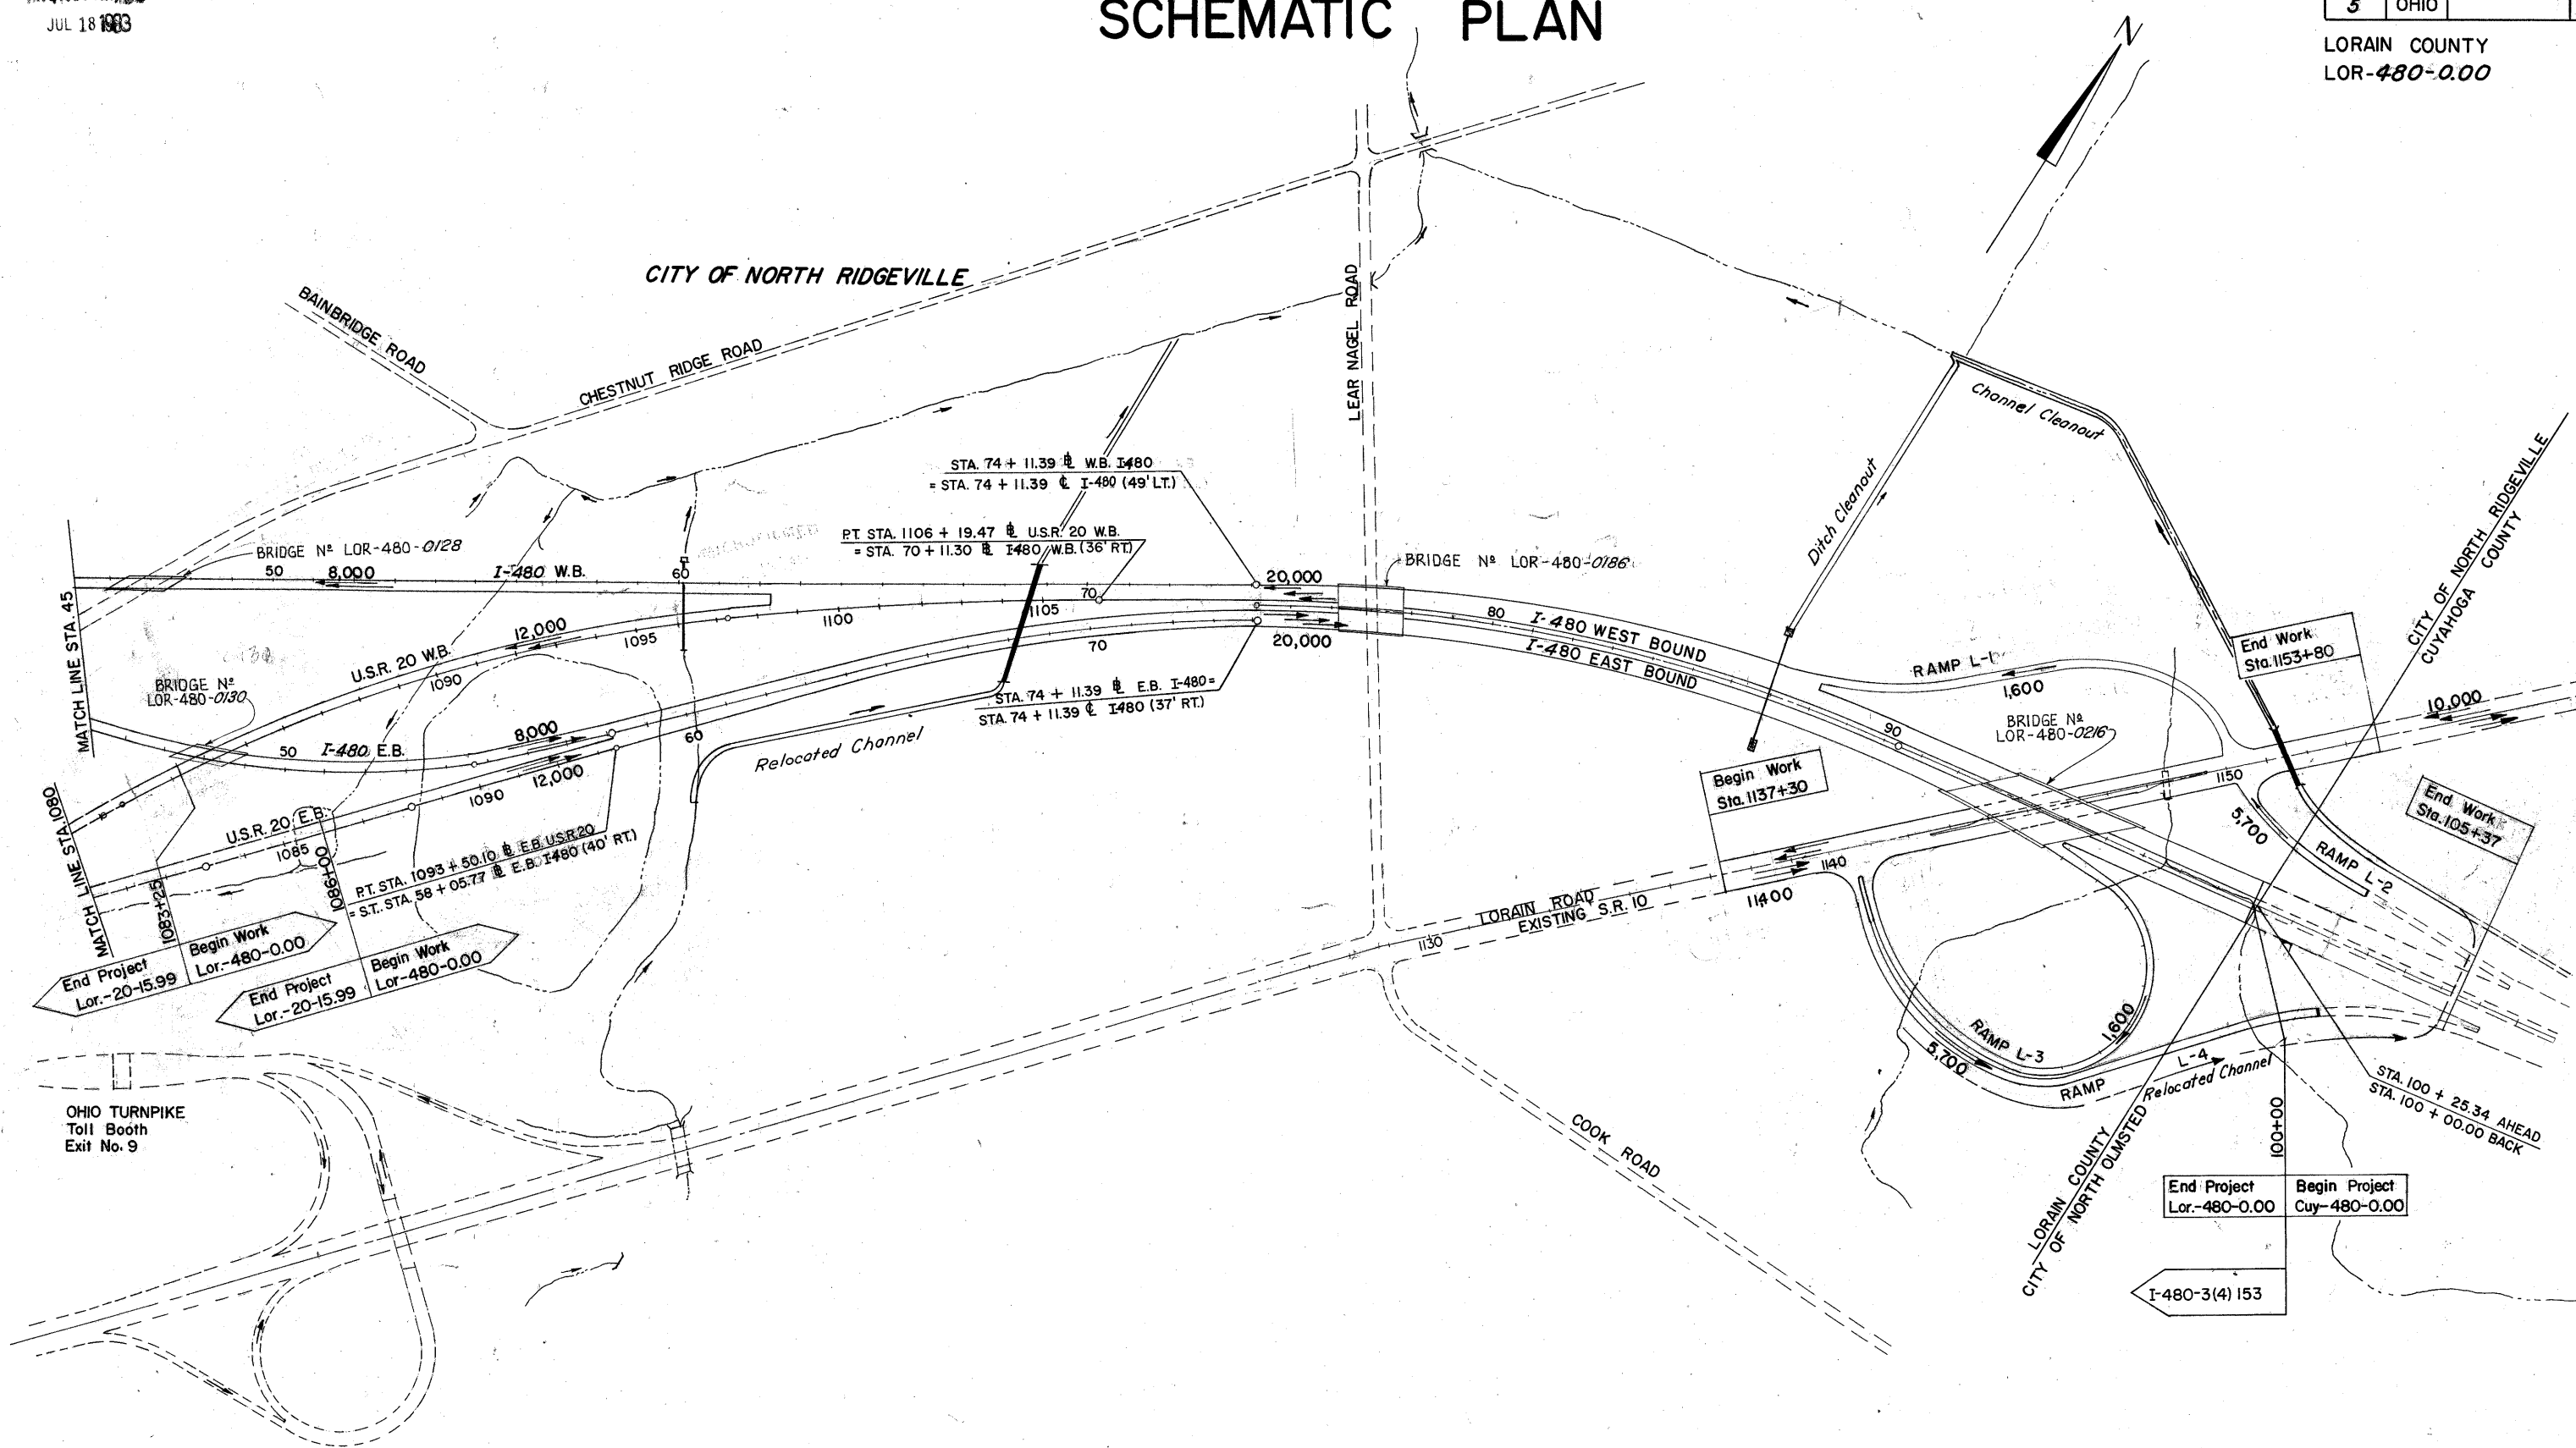 JUL 18 1983
SCHEMATIC PLAN
5 OHIO
LORAIN COUNTY
LOR-480-0.00
N
CITY OF NORTH RIDGEVILLE
BAINBRIDGE ROAD
CHESTNUT RIDGE ROAD
LEAR NAGEL ROAD
Channel Cleanout
Ditch Cleanout
CITY OF NORTH RIDGEVILLE
CUYAHOGA COUNTY
STA. 74 + 11.39 ℄ W.B. I-480
= STA. 74 + 11.39 ℄ I-480 (49' LT.)
P.T. STA. 1106 + 19.47 ℄ U.S.R. 20 W.B.
= STA. 70 + 11.30 ℄ I-480 W.B. (36' RT.)
BRIDGE Nº LOR-480-0128
50
8,000
I-480 W.B.
60
20,000
BRIDGE Nº LOR-480-0186
MATCH LINE STA. 45
U.S.R. 20 W.B.
12,000
1090
1095
1100
1105
70
70
20,000
80
I-480 WEST BOUND
I-480 EAST BOUND
End Work
Sta. 1153+80
RAMP L-1
1,600
BRIDGE Nº
LOR-480-0216
10,000
90
1150
BRIDGE Nº
LOR-480-0130
50
I-480 E.B.
8,000
12,000
60
Relocated Channel
STA. 74 + 11.39 ℄ E.B. I-480 =
STA. 74 + 11.39 ℄ I-480 (37' RT.)
Begin Work
Sta. 1137+30
End Work
Sta. 105+37
MATCH LINE STA. 1080
U.S.R. 20 E.B.
1085
1090
1083+25
1086+00
P.T. STA. 1093 + 50.10 ℄ E.B. U.S.R. 20
= S.T. STA. 58 + 05.77 ℄ E.B. I-480 (40' RT.)
End Project
Lor.-20-15.99
Begin Work
Lor.-480-0.00
End Project
Lor.-20-15.99
Begin Work
Lor-480-0.00
5,700
RAMP L-2
1140
11400
LORAIN ROAD
EXISTING S.R. 10
1130
RAMP L-3
1,600
5,700
RAMP L-4
Relocated Channel
STA. 100 + 25.34 AHEAD
STA. 100 + 00.00 BACK
OHIO TURNPIKE
Toll Booth
Exit No. 9
COOK ROAD
LORAIN COUNTY
CITY OF NORTH OLMSTED
100+00
End Project
Lor.-480-0.00
Begin Project
Cuy-480-0.00
I-480-3(4) 153